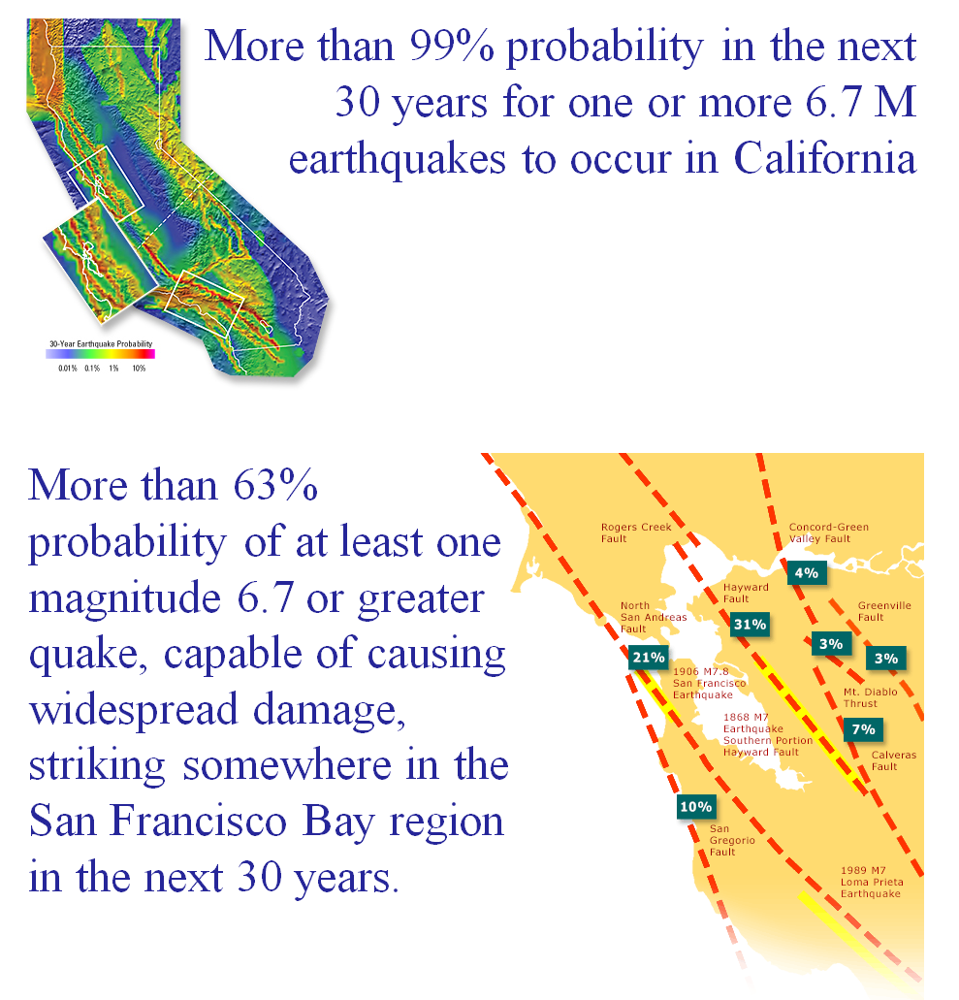 More than 99% probability in the next
30 years for one or more 6.7 M
earthquakes to occur in California
30-Year Earthquake Probability
0.01% 0.1% 1% 10%
More than 63%
probability of at least one
magnitude 6.7 or greater
quake, capable of causing
widespread damage,
striking somewhere in the
San Francisco Bay region
in the next 30 years.
Rogers Creek
Fault
Concord-Green
Valley Fault
4%
Hayward
Fault
31%
North
San Andreas
Fault
21%
Greenville
Fault
3%
3%
1906 M7.8
San Francisco
Earthquake
Mt. Diablo
Thrust
1868 M7
Earthquake
Southern Portion
Hayward Fault
7%
Calveras
Fault
10%
San
Gregorio
Fault
1989 M7
Loma Prieta
Earthquake